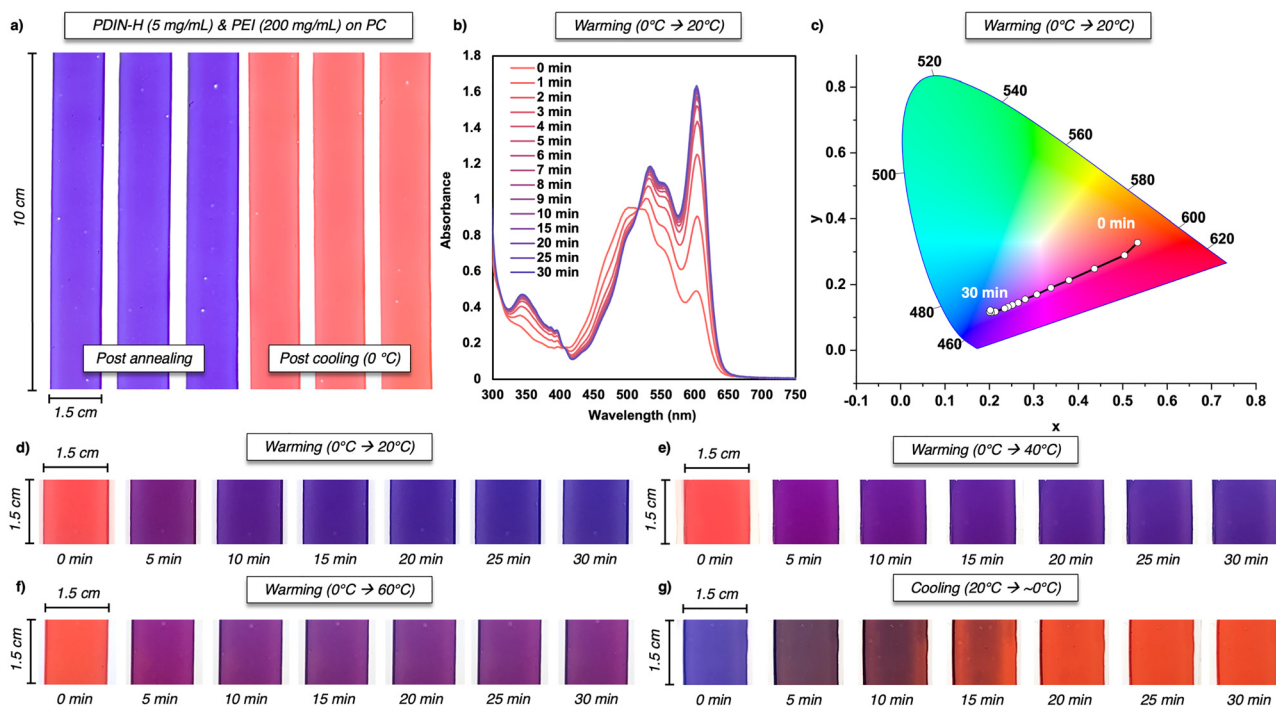 a)
PDIN-H (5 mg/mL) & PEI (200 mg/mL) on PC
10 cm
Post annealing
Post cooling (0 °C)
1.5 cm
b)
Warming (0°C → 20°C)
Absorbance
1.8
1.6
1.4
1.2
1
0.8
0.6
0.4
0.2
0
0 min
1 min
2 min
3 min
4 min
5 min
6 min
7 min
8 min
9 min
10 min
15 min
20 min
25 min
30 min
300 350 400 450 500 550 600 650 700 750
Wavelength (nm)
c)
Warming (0°C → 20°C)
y
0.8
0.6
0.4
0.2
0.0
520
540
560
500
580
600
620
480
460
0 min
30 min
-0.1 0.0 0.1 0.2 0.3 0.4 0.5 0.6 0.7 0.8
x
d)
Warming (0°C → 20°C)
1.5 cm
1.5 cm
0 min 5 min 10 min 15 min 20 min 25 min 30 min
e)
Warming (0°C → 40°C)
1.5 cm
1.5 cm
0 min 5 min 10 min 15 min 20 min 25 min 30 min
f)
Warming (0°C → 60°C)
1.5 cm
1.5 cm
0 min 5 min 10 min 15 min 20 min 25 min 30 min
g)
Cooling (20°C → ~0°C)
1.5 cm
1.5 cm
0 min 5 min 10 min 15 min 20 min 25 min 30 min